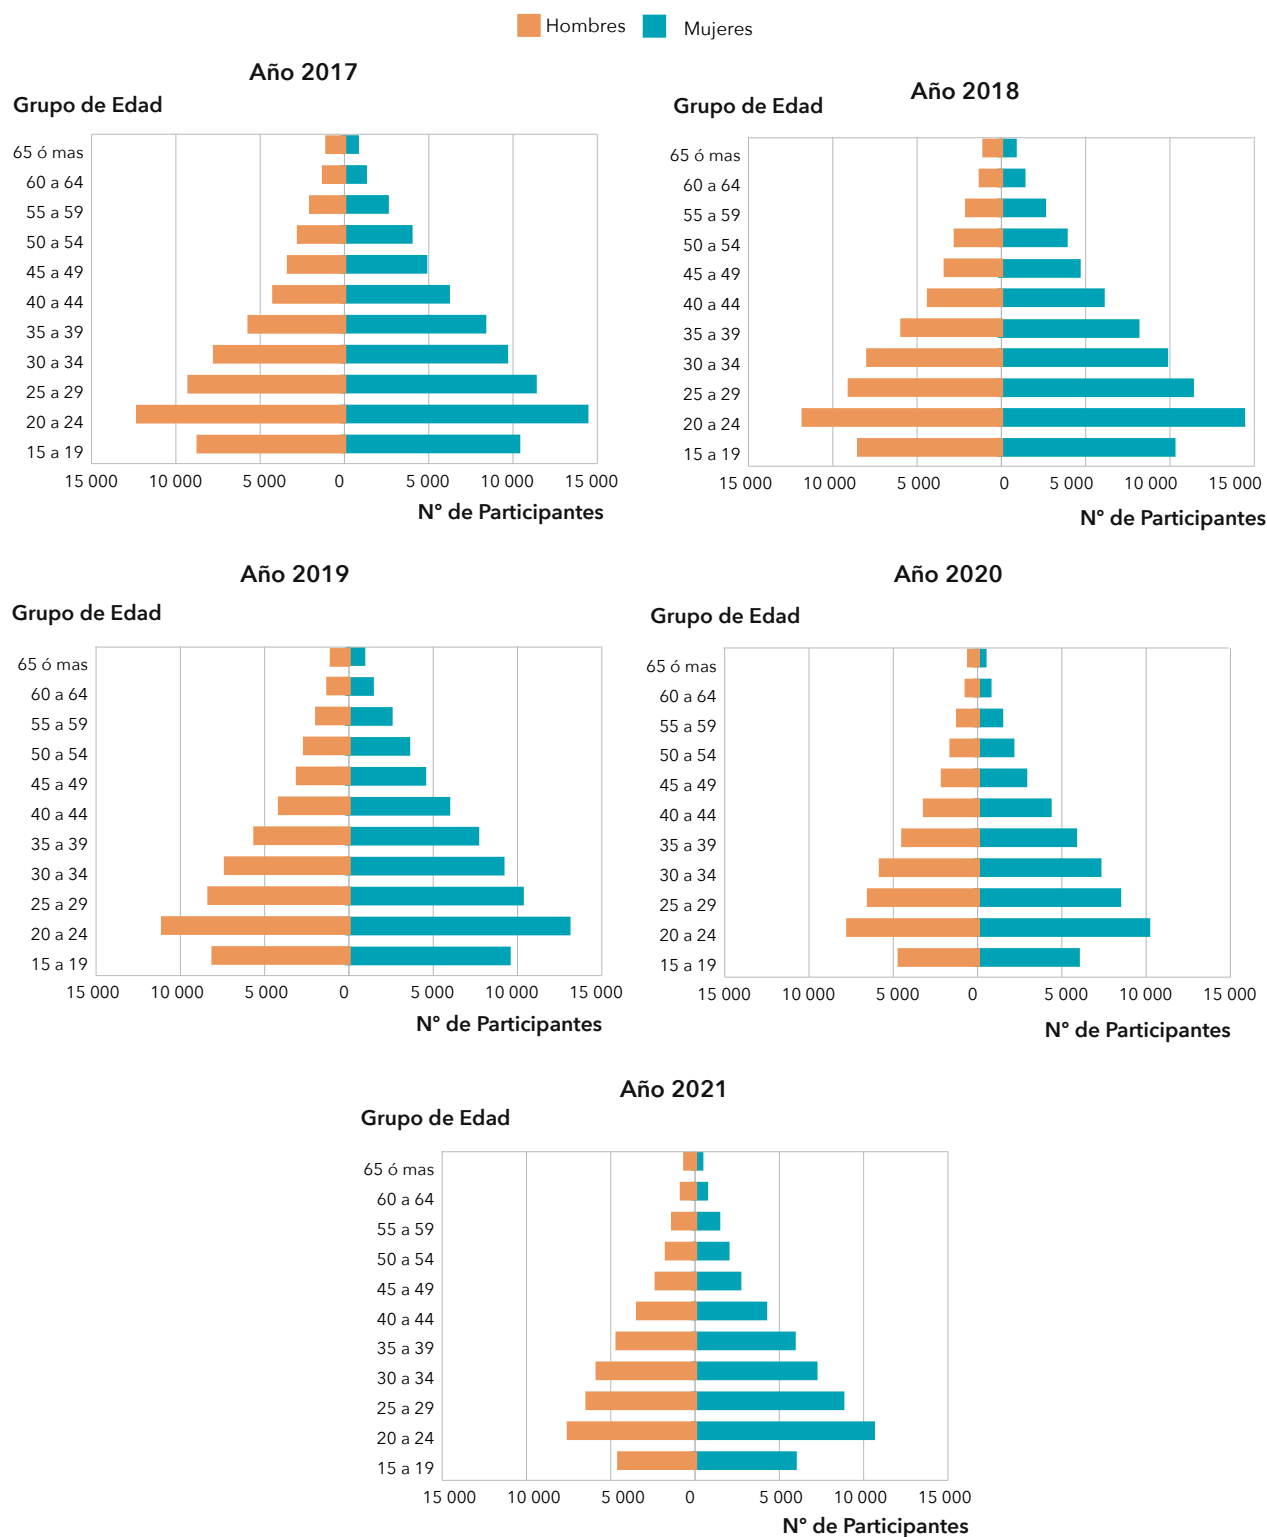 Hombres Mujeres
Año 2017
Grupo de Edad
65 ó mas
60 a 64
55 a 59
50 a 54
45 a 49
40 a 44
35 a 39
30 a 34
25 a 29
20 a 24
15 a 19
15 000 10 000 5 000 0 5 000 10 000 15 000
N° de Participantes
Año 2018
Grupo de Edad
65 ó mas
60 a 64
55 a 59
50 a 54
45 a 49
40 a 44
35 a 39
30 a 34
25 a 29
20 a 24
15 a 19
15 000 10 000 5 000 0 5 000 10 000 15 000
N° de Participantes
Año 2019
Grupo de Edad
65 ó mas
60 a 64
55 a 59
50 a 54
45 a 49
40 a 44
35 a 39
30 a 34
25 a 29
20 a 24
15 a 19
15 000 10 000 5 000 0 5 000 10 000 15 000
N° de Participantes
Año 2020
Grupo de Edad
65 ó mas
60 a 64
55 a 59
50 a 54
45 a 49
40 a 44
35 a 39
30 a 34
25 a 29
20 a 24
15 a 19
15 000 10 000 5 000 0 5 000 10 000 15 000
N° de Participantes
Año 2021
Grupo de Edad
65 ó mas
60 a 64
55 a 59
50 a 54
45 a 49
40 a 44
35 a 39
30 a 34
25 a 29
20 a 24
15 a 19
15 000 10 000 5 000 0 5 000 10 000 15 000
N° de Participantes